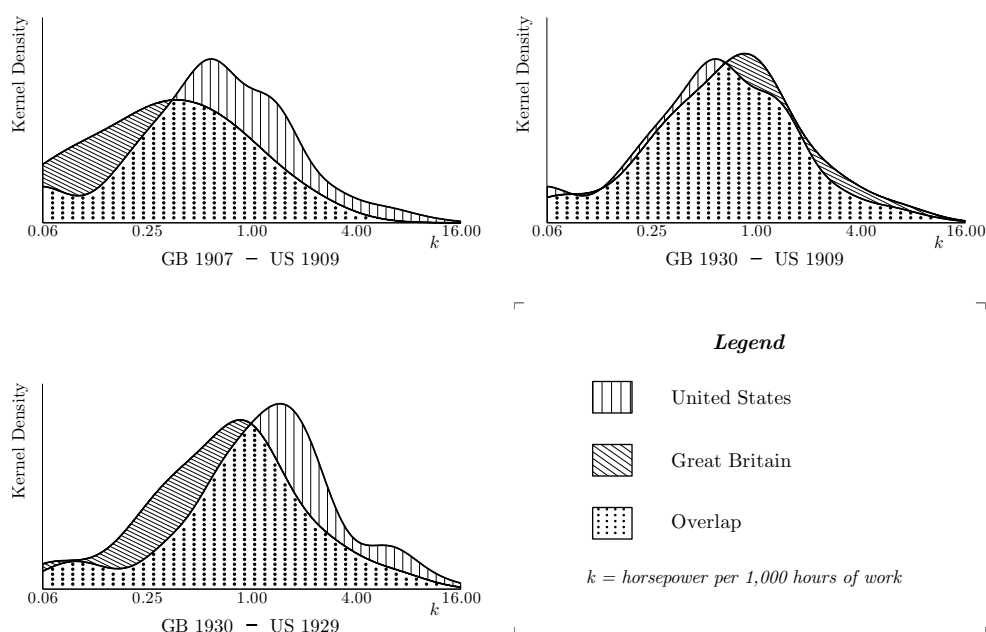 Kernel Density
0.06 0.25 1.00 4.00 16.00
k
GB 1907 – US 1909
Kernel Density
0.06 0.25 1.00 4.00 16.00
k
GB 1930 – US 1909
Kernel Density
0.06 0.25 1.00 4.00 16.00
k
GB 1930 – US 1929
Legend
United States
Great Britain
Overlap
k = horsepower per 1,000 hours of work